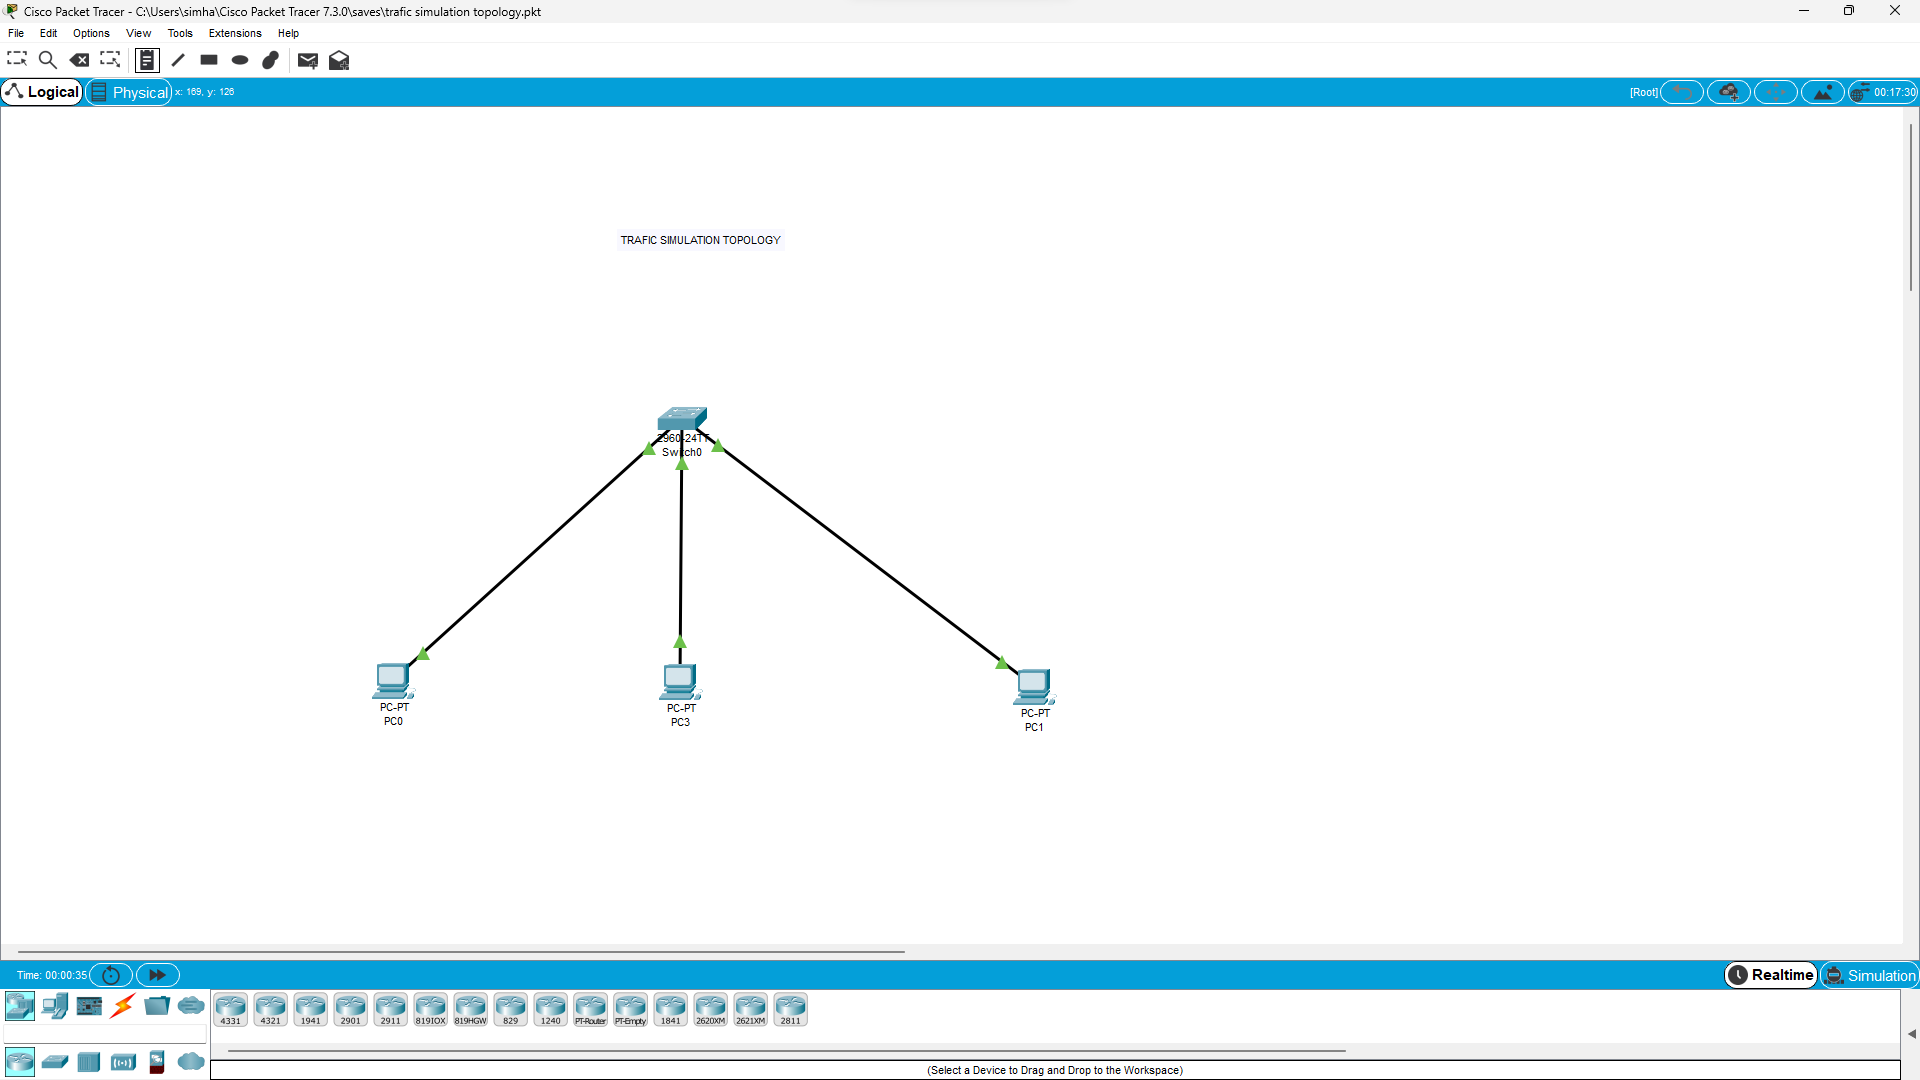 Cisco Packet Tracer - C:\Users\simha\Cisco Packet Tracer 7.3.0\saves\trafic simulation topology.pkt
File Edit Options View Tools Extensions Help
Logical Physical x: 169, y: 126 [Root] 00:17:30
TRAFIC SIMULATION TOPOLOGY
2960-24TT
Switch0
PC-PT
PC0
PC-PT
PC3
PC-PT
PC1
Time: 00:00:35 Realtime Simulation
4331 4321 1941 2901 2911 819IOX 819HGW 829 1240 PT-Router PT-Empty 1841 2620XM 2621XM 2811
(Select a Device to Drag and Drop to the Workspace)